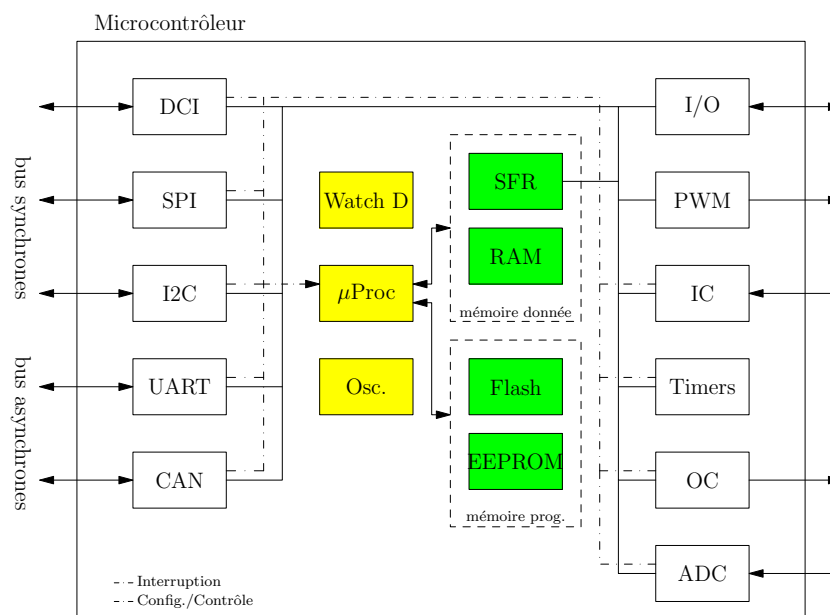 Microcontrôleur
DCI
SPI
I2C
UART
CAN
bus synchrones
bus asynchrones
Watch D
μProc
Osc.
SFR
RAM
mémoire donnée
Flash
EEPROM
mémoire prog.
I/O
PWM
IC
Timers
OC
ADC
Interruption
Config./Contrôle